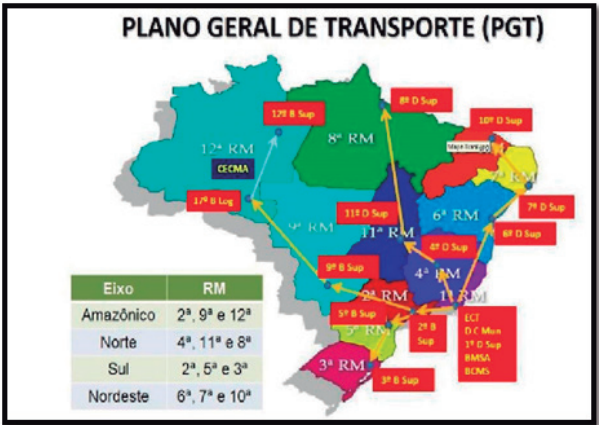 PLANO GERAL DE TRANSPORTE (PGT)
12º B Sup
8º D Sup
10º D Sup
12ª RM
8ª RM
CECMA
17º B Log
7ª RM
7º D Sup
11º D Sup
11ª RM
6ª RM
6º D Sup
9ª RM
4º D Sup
4ª RM
9º B Sup
2ª RM
1ª RM
5º B Sup
5ª RM
2º B
Sup
ECT
D C Mun
1º D Sup
BMSA
BCMS
3ª RM
3º B Sup
Eixo RM
Amazônico 2ª, 9ª e 12ª
Norte 4ª, 11ª e 8ª
Sul 2ª, 5ª e 3ª
Nordeste 6ª, 7ª e 10ª